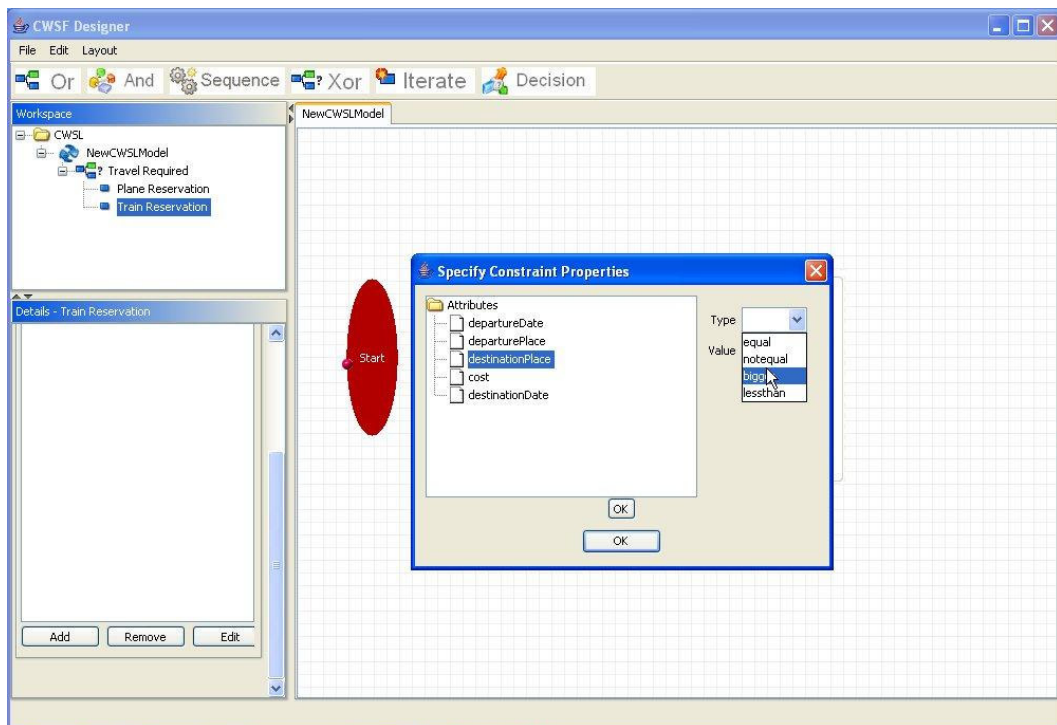 CWSF Designer
File Edit Layout
Or And Sequence ? Xor Iterate Decision
Workspace
NewCWSLModel
CWSL
NewCWSLModel
? Travel Required
Plane Reservation
Train Reservation
Details - Train Reservation
Add Remove Edit
Start
Specify Constraint Properties
Attributes
departureDate
departurePlace
destinationPlace
cost
destinationDate
Type
Value
equal
notequal
lessthan
OK
OK